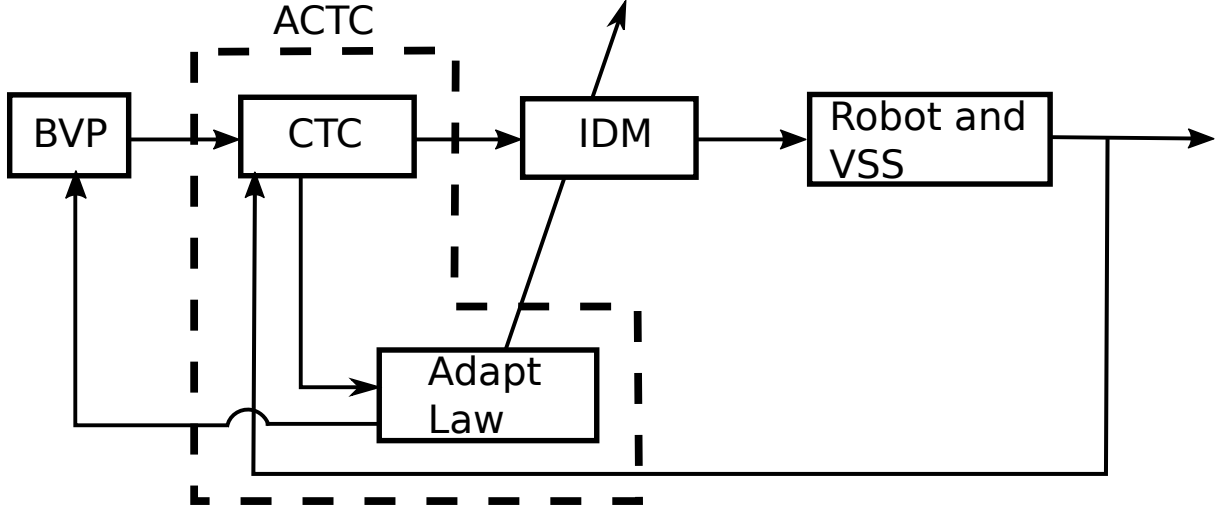 ACTC
BVP
CTC
IDM
Robot and
VSS
Adapt
Law